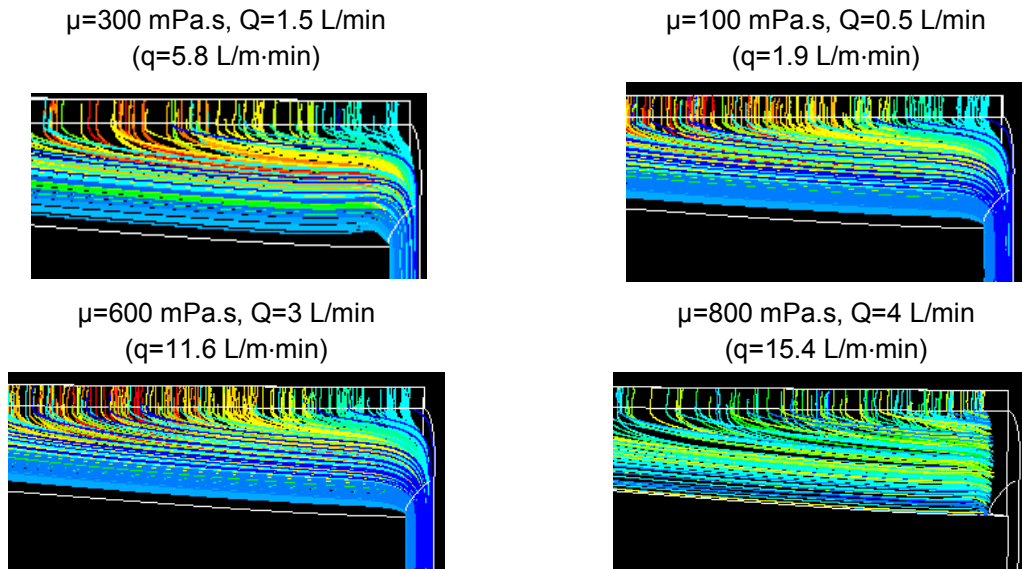 μ=300 mPa.s, Q=1.5 L/min
(q=5.8 L/m·min)
μ=100 mPa.s, Q=0.5 L/min
(q=1.9 L/m·min)
μ=600 mPa.s, Q=3 L/min
(q=11.6 L/m·min)
μ=800 mPa.s, Q=4 L/min
(q=15.4 L/m·min)